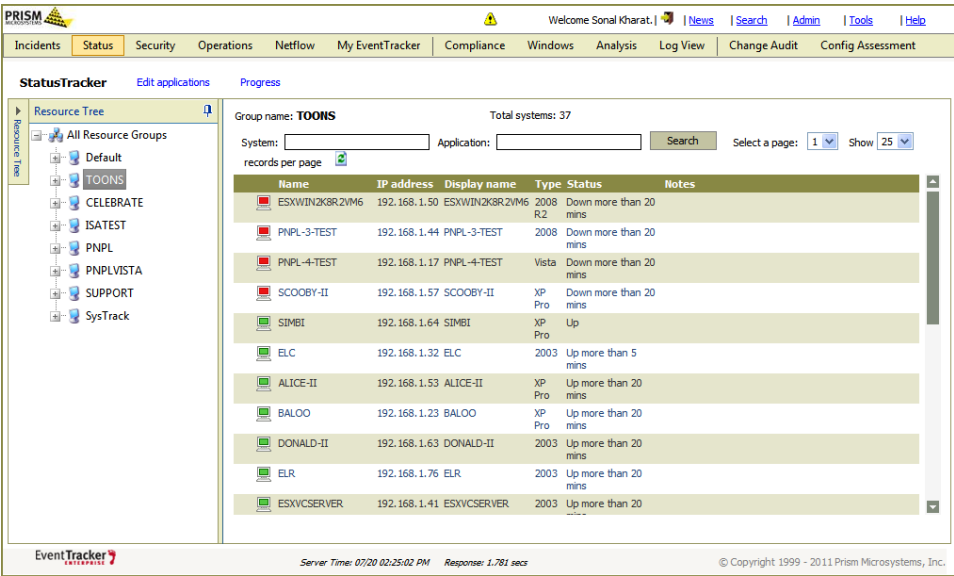 PRISM
MICROSYSTEMS
Welcome Sonal Kharat. | | News | Search | Admin | Tools | Help
Incidents Status Security Operations Netflow My EventTracker Compliance Windows Analysis Log View Change Audit Config Assessment
StatusTracker Edit applications Progress
Resource Tree
Resource Tree
All Resource Groups
Default
TOONS
CELEBRATE
ISATEST
PNPL
PNPLVISTA
SUPPORT
SysTrack
Group name: TOONS Total systems: 37
System: Application: Search Select a page: 1 Show 25
records per page
Name IP address Display name Type Status Notes
ESXWIN2K8R2VM6 192.168.1.50 ESXWIN2K8R2VM6 2008 Down more than 20
R2 mins
PNPL-3-TEST 192.168.1.44 PNPL-3-TEST 2008 Down more than 20
mins
PNPL-4-TEST 192.168.1.17 PNPL-4-TEST Vista Down more than 20
mins
SCOOBY-II 192.168.1.57 SCOOBY-II XP Down more than 20
Pro mins
SIMBI 192.168.1.64 SIMBI XP Up
Pro
ELC 192.168.1.32 ELC 2003 Up more than 5
mins
ALICE-II 192.168.1.53 ALICE-II XP Up more than 20
Pro mins
BALOO 192.168.1.23 BALOO XP Up more than 20
Pro mins
DONALD-II 192.168.1.63 DONALD-II 2003 Up more than 20
mins
ELR 192.168.1.76 ELR 2003 Up more than 20
mins
ESXVCSERVER 192.168.1.41 ESXVCSERVER 2003 Up more than 20
EventTracker
ENTERPRISE
Server Time: 07/20 02:25:02 PM Response: 1.781 secs
© Copyright 1999 - 2011 Prism Microsystems, Inc.